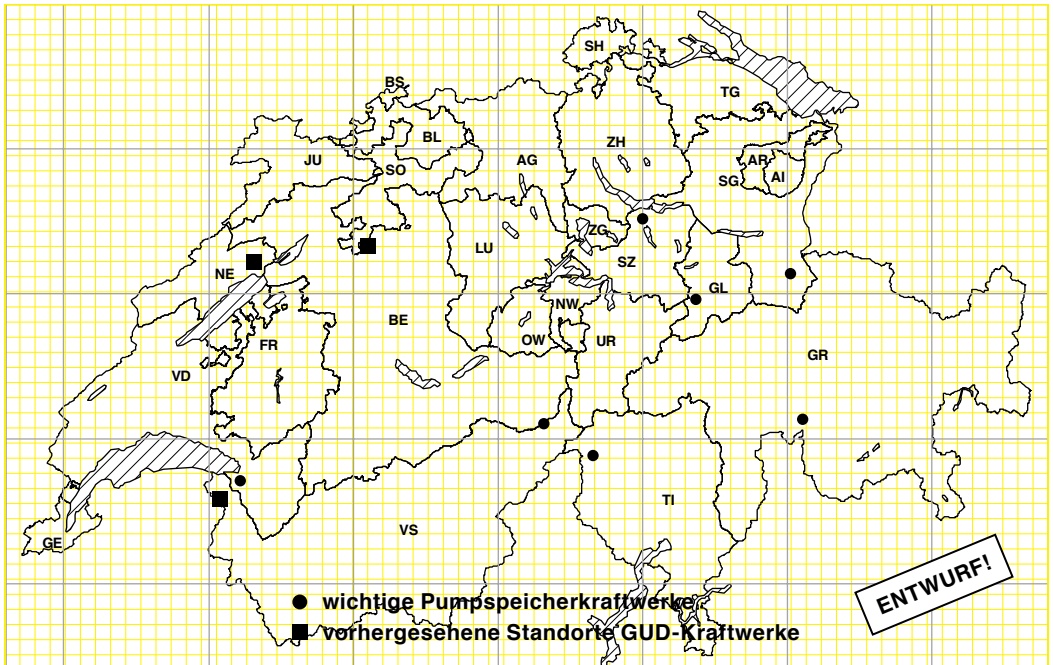 SH
BS
TG
BL
ZH
JU
AG
AR
SO
SG
AI
ZG
LU
SZ
NE
GL
NW
BE
OW
UR
FR
GR
VD
TI
VS
GE
ENTWURF!
wichtige Pumpspeicherkraftwerke
vorhergesehene Standorte GUD-Kraftwerke